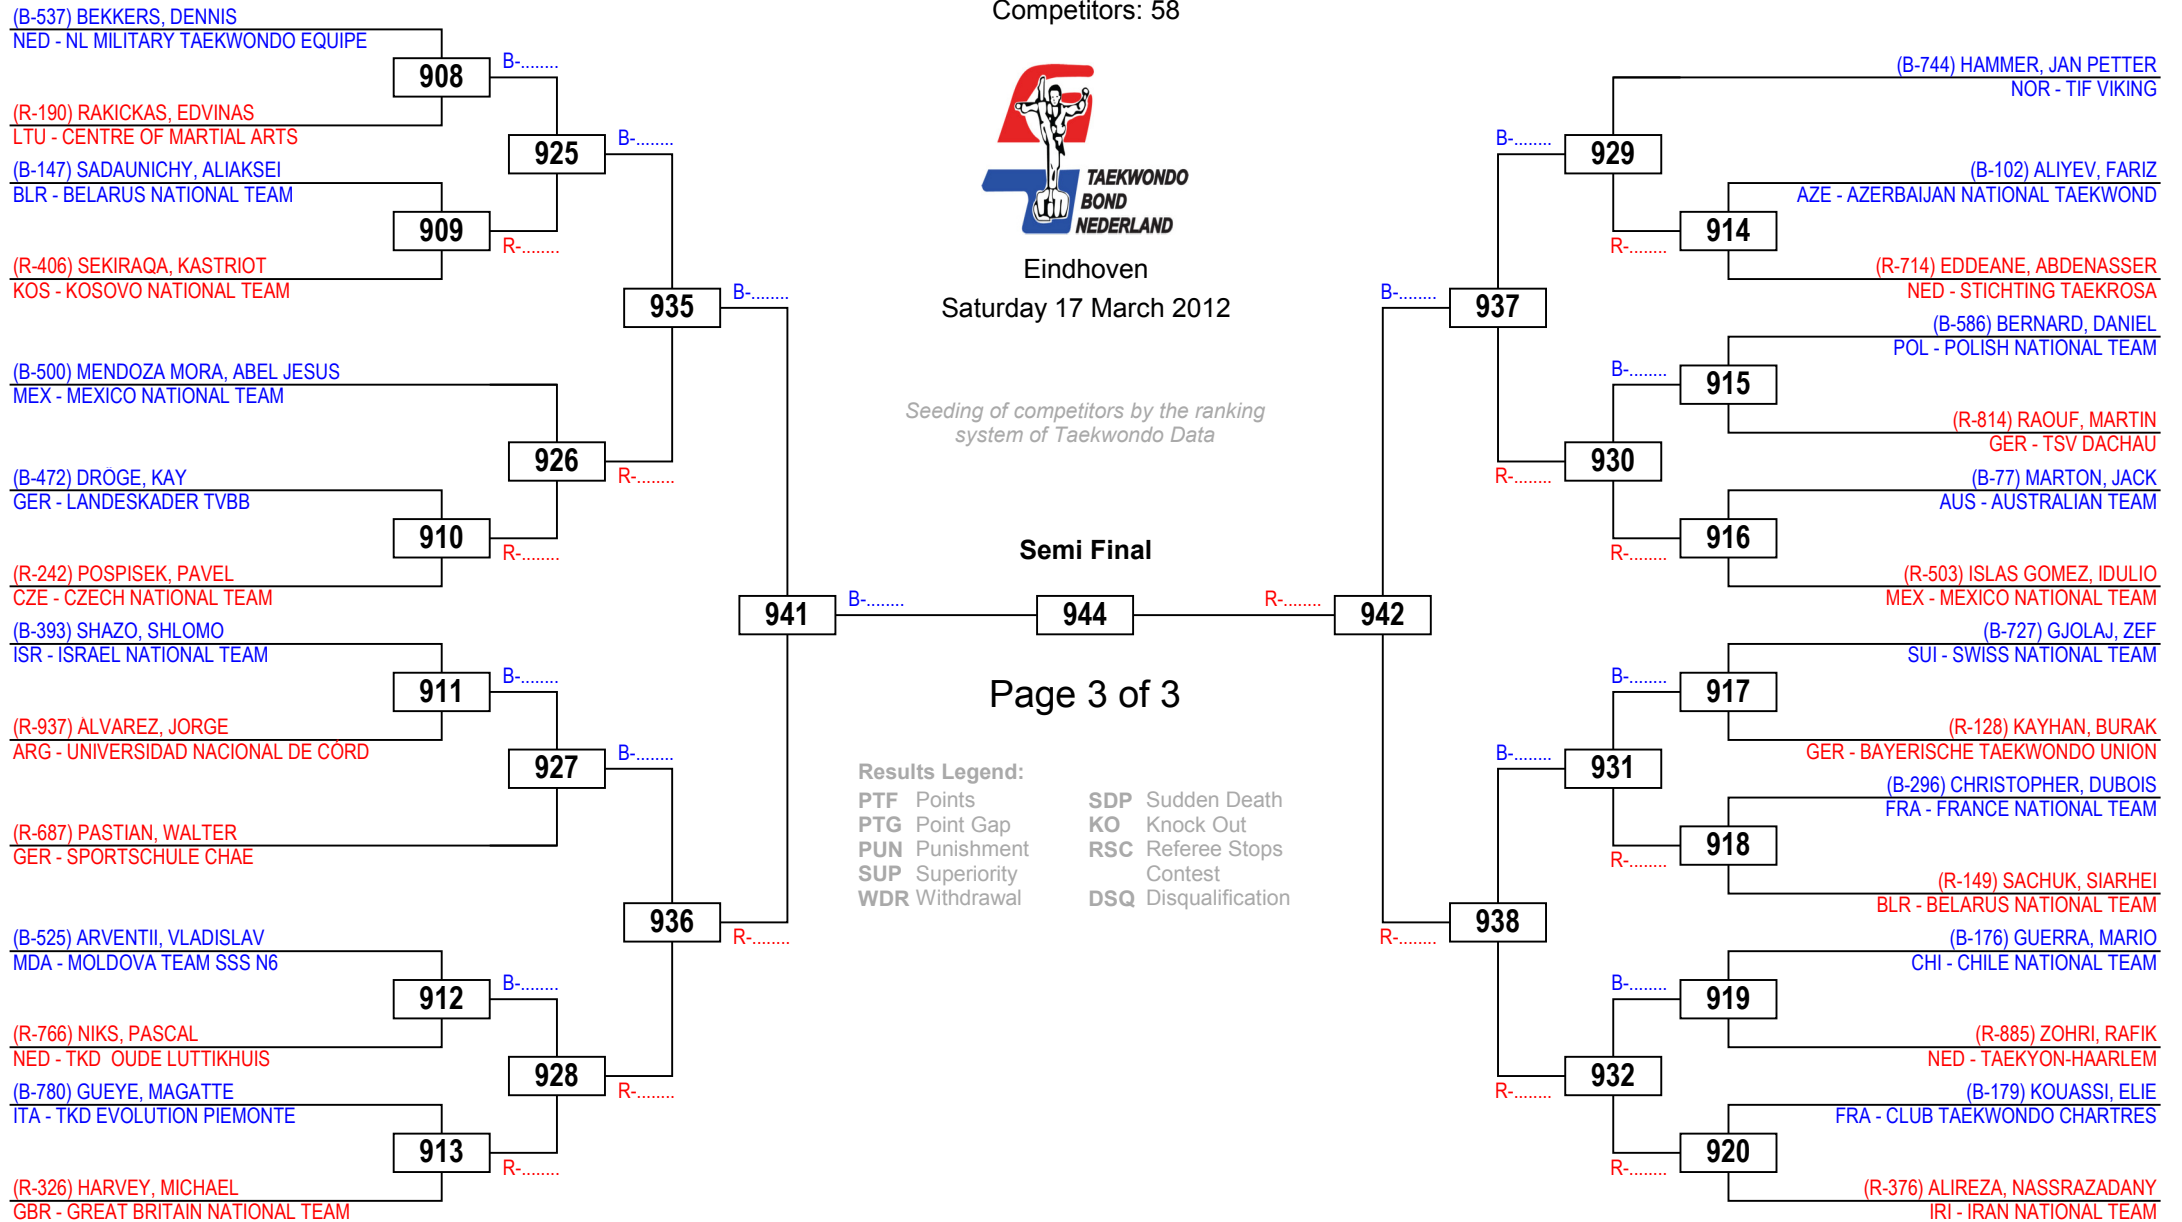 (B-537) BEKKERS, DENNIS
NED - NL MILITARY TAEKWONDO EQUIPE
908
B-........
(R-190) RAKICKAS, EDVINAS
LTU - CENTRE OF MARTIAL ARTS
925
B-........
(B-147) SADAUNICHY, ALIAKSEI
BLR - BELARUS NATIONAL TEAM
909
R-........
(R-406) SEKIRAQA, KASTRIOT
KOS - KOSOVO NATIONAL TEAM
935
B-........
(B-500) MENDOZA MORA, ABEL JESUS
MEX - MEXICO NATIONAL TEAM
926
R-........
(B-472) DRÖGE, KAY
GER - LANDESKADER TVBB
910
R-........
(R-242) POSPISEK, PAVEL
CZE - CZECH NATIONAL TEAM
941
B-........
(B-393) SHAZO, SHLOMO
ISR - ISRAEL NATIONAL TEAM
911
B-........
(R-937) ÁLVAREZ, JORGE
ARG - UNIVERSIDAD NACIONAL DE CÓRD
927
B-........
(R-687) PASTIAN, WALTER
GER - SPORTSCHULE CHAE
936
R-........
(B-525) ARVENTII, VLADISLAV
MDA - MOLDOVA TEAM SSS N6
912
B-........
(R-766) NIKS, PASCAL
NED - TKD  OUDE LUTTIKHUIS
928
R-........
(B-780) GUEYE, MAGATTE
ITA - TKD EVOLUTION PIEMONTE
913
R-........
(R-326) HARVEY, MICHAEL
GBR - GREAT BRITAIN NATIONAL TEAM
Competitors: 58
TAEKWONDO
BOND
NEDERLAND
Eindhoven
Saturday 17 March 2012
Seeding of competitors by the ranking
system of Taekwondo Data
Semi Final
944
Page 3 of 3
Results Legend:
PTF Points SDP Sudden Death
PTG Point Gap KO Knock Out
PUN Punishment RSC Referee Stops
SUP Superiority Contest
WDR Withdrawal DSQ Disqualification
(B-744) HAMMER, JAN PETTER
NOR - TIF VIKING
B-........
929
(B-102) ALIYEV, FARIZ
AZE - AZERBAIJAN NATIONAL TAEKWOND
R-........
914
(R-714) EDDEANE, ABDENASSER
NED - STICHTING TAEKROSA
B-........
937
(B-586) BERNARD, DANIEL
POL - POLISH NATIONAL TEAM
B-........
915
(R-814) RAOUF, MARTIN
GER - TSV DACHAU
R-........
930
(B-77) MARTON, JACK
AUS - AUSTRALIAN TEAM
R-........
916
(R-503) ISLAS GOMEZ, IDULIO
MEX - MEXICO NATIONAL TEAM
R-........
942
(B-727) GJOLAJ, ZEF
SUI - SWISS NATIONAL TEAM
B-........
917
(R-128) KAYHAN, BURAK
GER - BAYERISCHE TAEKWONDO UNION
B-........
931
(B-296) CHRISTOPHER, DUBOIS
FRA - FRANCE NATIONAL TEAM
R-........
918
(R-149) SACHUK, SIARHEI
BLR - BELARUS NATIONAL TEAM
R-........
938
(B-176) GUERRA, MARIO
CHI - CHILE NATIONAL TEAM
B-........
919
(R-885) ZOHRI, RAFIK
NED - TAEKYON-HAARLEM
R-........
932
(B-179) KOUASSI, ELIE
FRA - CLUB TAEKWONDO CHARTRES
R-........
920
(R-376) ALIREZA, NASSRAZADANY
IRI - IRAN NATIONAL TEAM